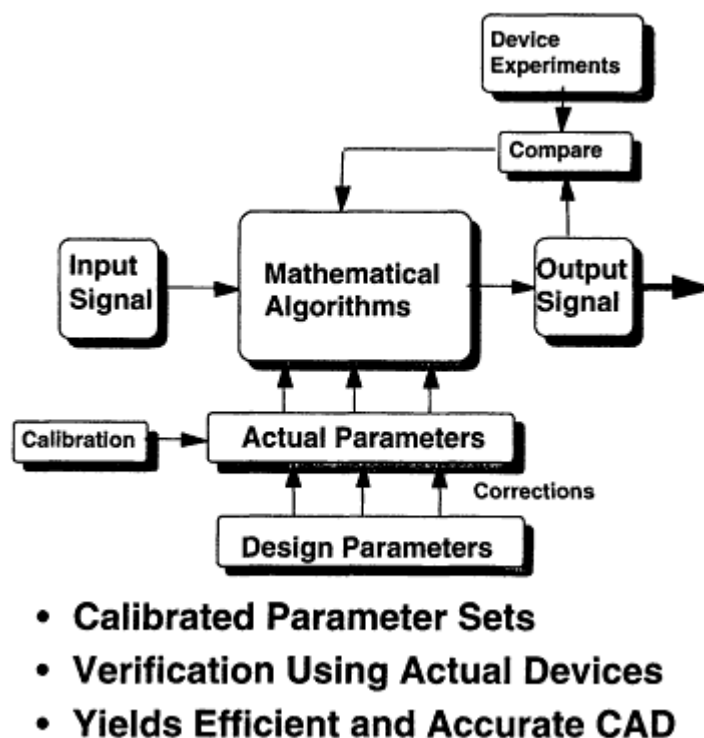 Device
Experiments
Compare
Input
Signal
Mathematical
Algorithms
Output
Signal
Calibration
Actual Parameters
Corrections
Design Parameters
• Calibrated Parameter Sets
• Verification Using Actual Devices
• Yields Efficient and Accurate CAD